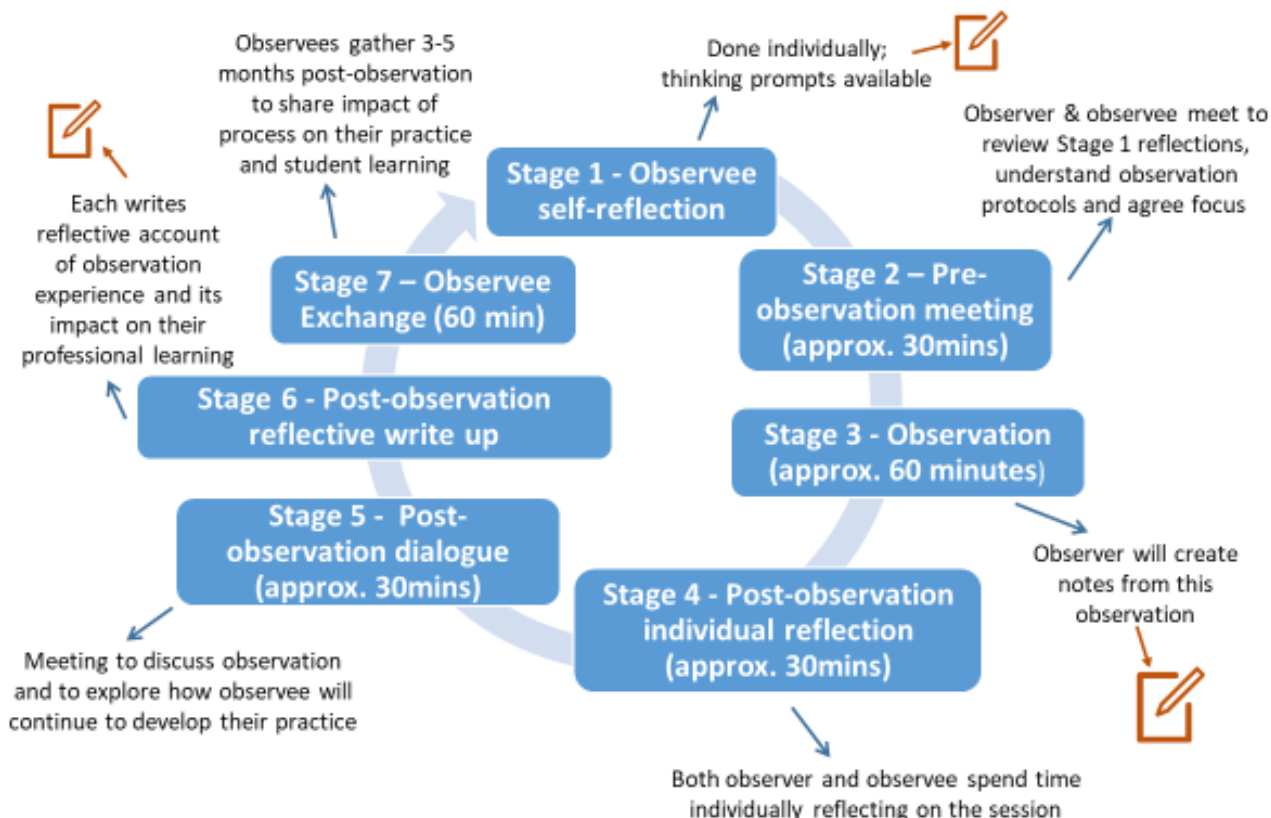 Observees gather 3-5
months post-observation
to share impact of
process on their practice
and student learning
Done individually;
thinking prompts available
Observer & observee meet to
review Stage 1 reflections,
understand observation
protocols and agree focus
Each writes
reflective account
of observation
experience and its
impact on their
professional learning
Stage 1 - Observee
self-reflection
Stage 2 – Pre-
observation meeting
(approx. 30mins)
Stage 3 - Observation
(approx. 60 minutes)
Observer will create
notes from this
observation
Stage 4 - Post-observation
individual reflection
(approx. 30mins)
Both observer and observee spend time
individually reflecting on the session
Stage 5 - Post-
observation dialogue
(approx. 30mins)
Meeting to discuss observation
and to explore how observee will
continue to develop their practice
Stage 6 - Post-observation
reflective write up
Stage 7 – Observee
Exchange (60 min)